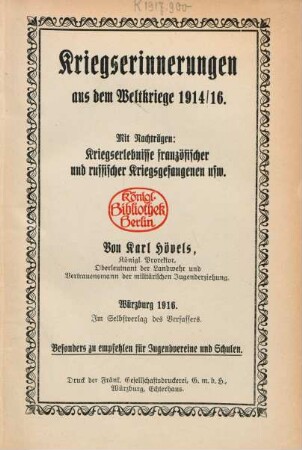 K1917.900
Kriegserinnerungen
aus dem Weltkriege 1914/16.
Mit Nachträgen:
Kriegserlebnisse französischer
und russischer Kriegsgefangenen usw.
Königl.
Bibliothek
Berlin.
Von Karl Hövels,
Königl. Prorektor.
Oberleutnant der Landwehr und
Vertrauensmann der militärischen Jugenderziehung.
Würzburg 1916.
Im Selbstverlag des Verfassers.
Besonders zu empfehlen für Jugendvereine und Schulen.
Druck der Fränk. Gesellschaftsdruckerei, G. m. b. H.,
Würzburg, Echterhaus.